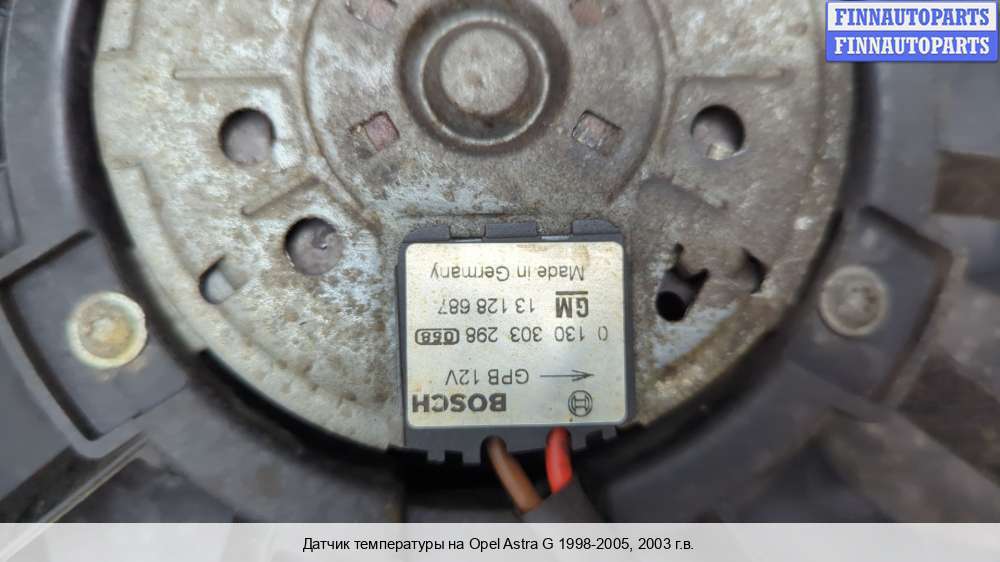 FINNAUTOPARTS
FINNAUTOPARTS
BOSCH
GPB 12V
0 130 303 298 058
GM 13 128 687
Made in Germany
Датчик температуры на Opel Astra G 1998-2005, 2003 г.в.